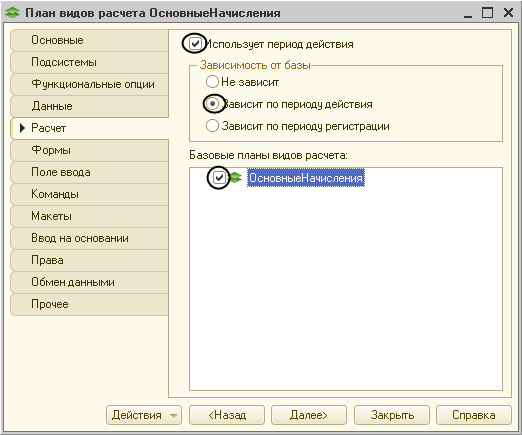 План видов расчета ОсновныеНачисления
Основные
Подсистемы
Функциональные опции
Данные
Расчет
Формы
Поле ввода
Команды
Макеты
Ввод на основании
Права
Обмен данными
Прочее
Использует период действия
Зависимость от базы
Не зависит
Зависит по периоду действия
Зависит по периоду регистрации
Базовые планы видов расчета:
ОсновныеНачисления
Действия
<Назад
Далее>
Закрыть
Справка